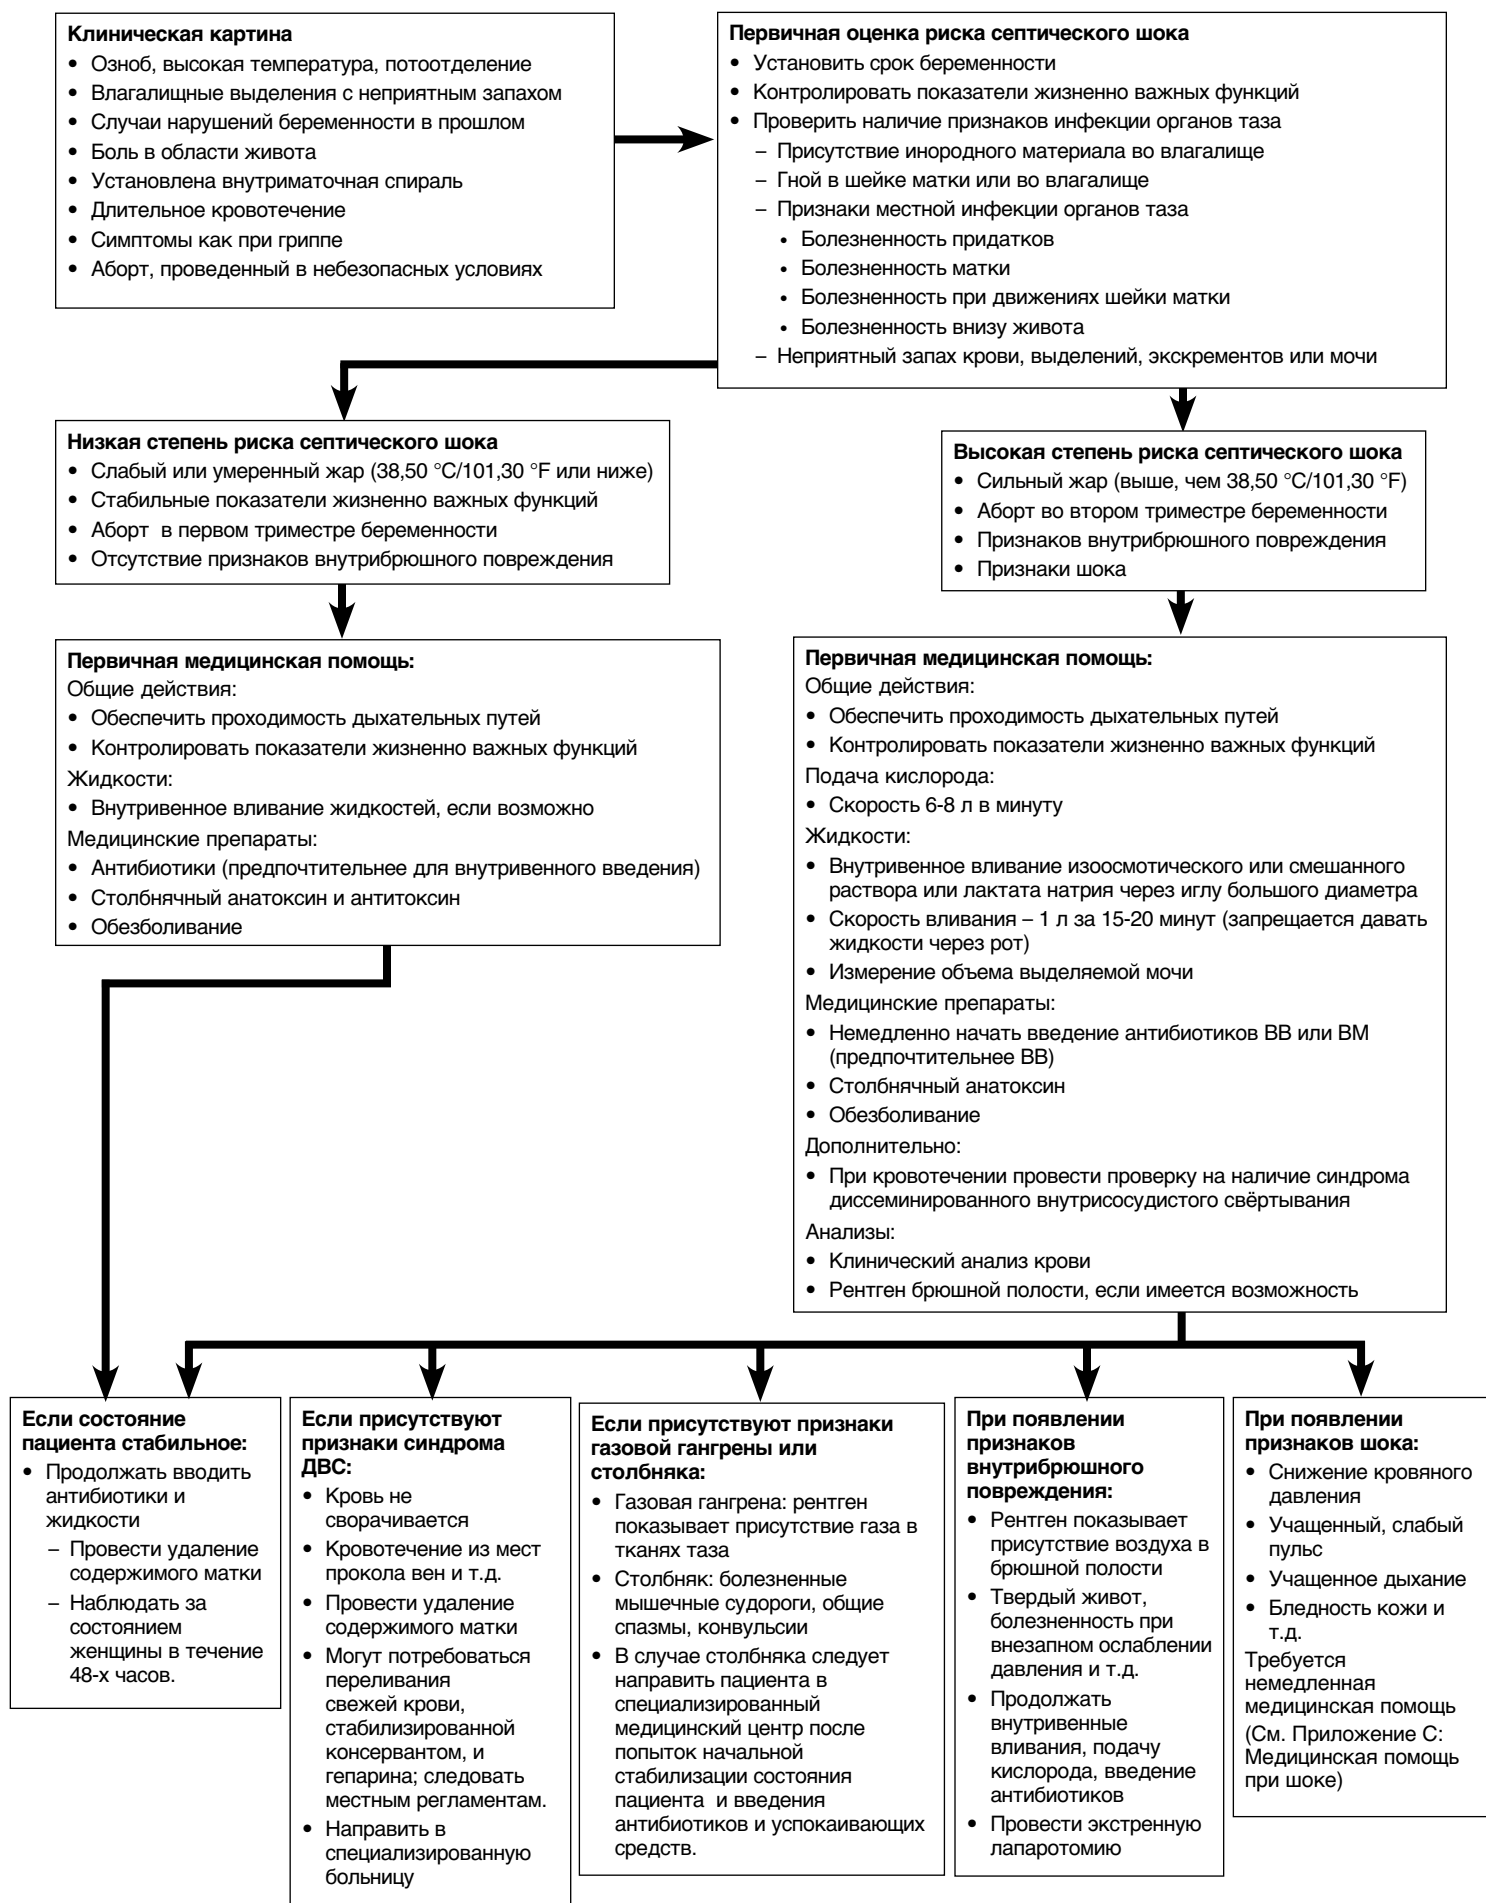 Клиническая картина
• Озноб, высокая температура, потоотделение
• Влагалищные выделения с неприятным запахом
• Случаи нарушений беременности в прошлом
• Боль в области живота
• Установлена внутриматочная спираль
• Длительное кровотечение
• Симптомы как при гриппе
• Аборт, проведенный в небезопасных условиях
Первичная оценка риска септического шока
• Установить срок беременности
• Контролировать показатели жизненно важных функций
• Проверить наличие признаков инфекции органов таза
– Присутствие инородного материала во влагалище
– Гной в шейке матки или во влагалище
– Признаки местной инфекции органов таза
• Болезненность придатков
• Болезненность матки
• Болезненность при движениях шейки матки
• Болезненность внизу живота
– Неприятный запах крови, выделений, экскрементов или мочи
Низкая степень риска септического шока
• Слабый или умеренный жар (38,50 °C/101,30 °F или ниже)
• Стабильные показатели жизненно важных функций
• Аборт в первом триместре беременности
• Отсутствие признаков внутрибрюшного повреждения
Высокая степень риска септического шока
• Сильный жар (выше, чем 38,50 °C/101,30 °F)
• Аборт во втором триместре беременности
• Признаков внутрибрюшного повреждения
• Признаки шока
Первичная медицинская помощь:
Общие действия:
• Обеспечить проходимость дыхательных путей
• Контролировать показатели жизненно важных функций
Жидкости:
• Внутривенное вливание жидкостей, если возможно
Медицинские препараты:
• Антибиотики (предпочтительнее для внутривенного введения)
• Столбнячный анатоксин и антитоксин
• Обезболивание
Первичная медицинская помощь:
Общие действия:
• Обеспечить проходимость дыхательных путей
• Контролировать показатели жизненно важных функций
Подача кислорода:
• Скорость 6-8 л в минуту
Жидкости:
• Внутривенное вливание изоосмотического или смешанного
раствора или лактата натрия через иглу большого диаметра
• Скорость вливания – 1 л за 15-20 минут (запрещается давать
жидкости через рот)
• Измерение объема выделяемой мочи
Медицинские препараты:
• Немедленно начать введение антибиотиков ВВ или ВМ
(предпочтительнее ВВ)
• Столбнячный анатоксин
• Обезболивание
Дополнительно:
• При кровотечении провести проверку на наличие синдрома
диссеминированного внутрисосудистого свёртывания
Анализы:
• Клинический анализ крови
• Рентген брюшной полости, если имеется возможность
Если состояние
пациента стабильное:
• Продолжать вводить
антибиотики и
жидкости
– Провести удаление
содержимого матки
– Наблюдать за
состоянием
женщины в течение
48-х часов.
Если присутствуют
признаки синдрома
ДВС:
• Кровь не
сворачивается
• Кровотечение из мест
прокола вен и т.д.
• Провести удаление
содержимого матки
• Могут потребоваться
переливания
свежей крови,
стабилизированной
консервантом, и
гепарина; следовать
местным регламентам.
• Направить в
специализированную
больницу
Если присутствуют признаки
газовой гангрены или
столбняка:
• Газовая гангрена: рентген
показывает присутствие газа в
тканях таза
• Столбняк: болезненные
мышечные судороги, общие
спазмы, конвульсии
• В случае столбняка следует
направить пациента в
специализированный
медицинский центр после
попыток начальной
стабилизации состояния
пациента и введения
антибиотиков и успокаивающих
средств.
При появлении
признаков
внутрибрюшного
повреждения:
• Рентген показывает
присутствие воздуха в
брюшной полости
• Твердый живот,
болезненность при
внезапном ослаблении
давления и т.д.
• Продолжать
внутривенные
вливания, подачу
кислорода, введение
антибиотиков
• Провести экстренную
лапаротомию
При появлении
признаков шока:
• Снижение кровяного
давления
• Учащенный, слабый
пульс
• Учащенное дыхание
• Бледность кожи и
т.д.
Требуется
немедленная
медицинская помощь
(См. Приложение C:
Медицинская помощь
при шоке)